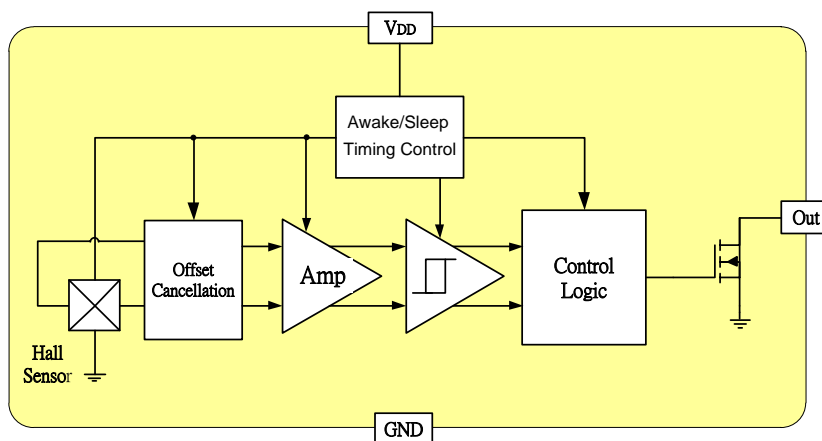 VDD
Awake/Sleep
Timing Control
Out
Offset
Cancellation
Amp
Control
Logic
Hall
Sensor
GND